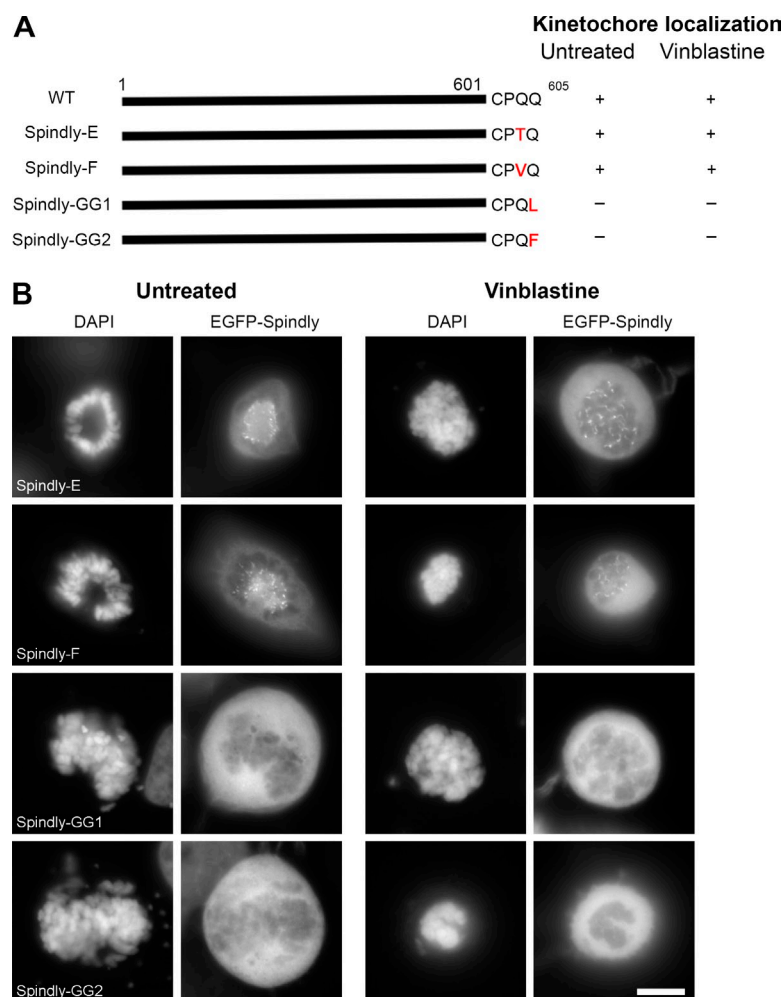 A
Kinetochore localization
Untreated Vinblastine
1 601 605
WT CPQQ + +
Spindly-E CPTQ + +
Spindly-F CPVQ + +
Spindly-GG1 CPQL – –
Spindly-GG2 CPQF – –
B
Untreated Vinblastine
DAPI EGFP-Spindly DAPI EGFP-Spindly
Spindly-E
Spindly-F
Spindly-GG1
Spindly-GG2